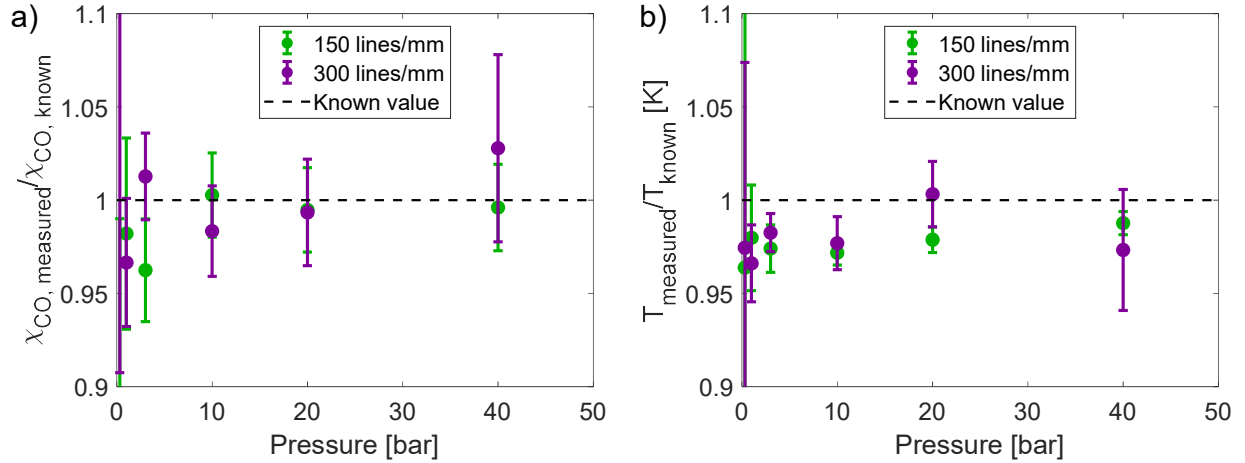 a)
1.1
1.05
1
0.95
0.9
0
10
20
30
40
50
Pressure [bar]
χCO, measured/χCO, known
150 lines/mm
300 lines/mm
Known value
b)
1.1
1.05
1
0.95
0.9
0
10
20
30
40
50
Pressure [bar]
Tmeasured/Tknown [K]
150 lines/mm
300 lines/mm
Known value